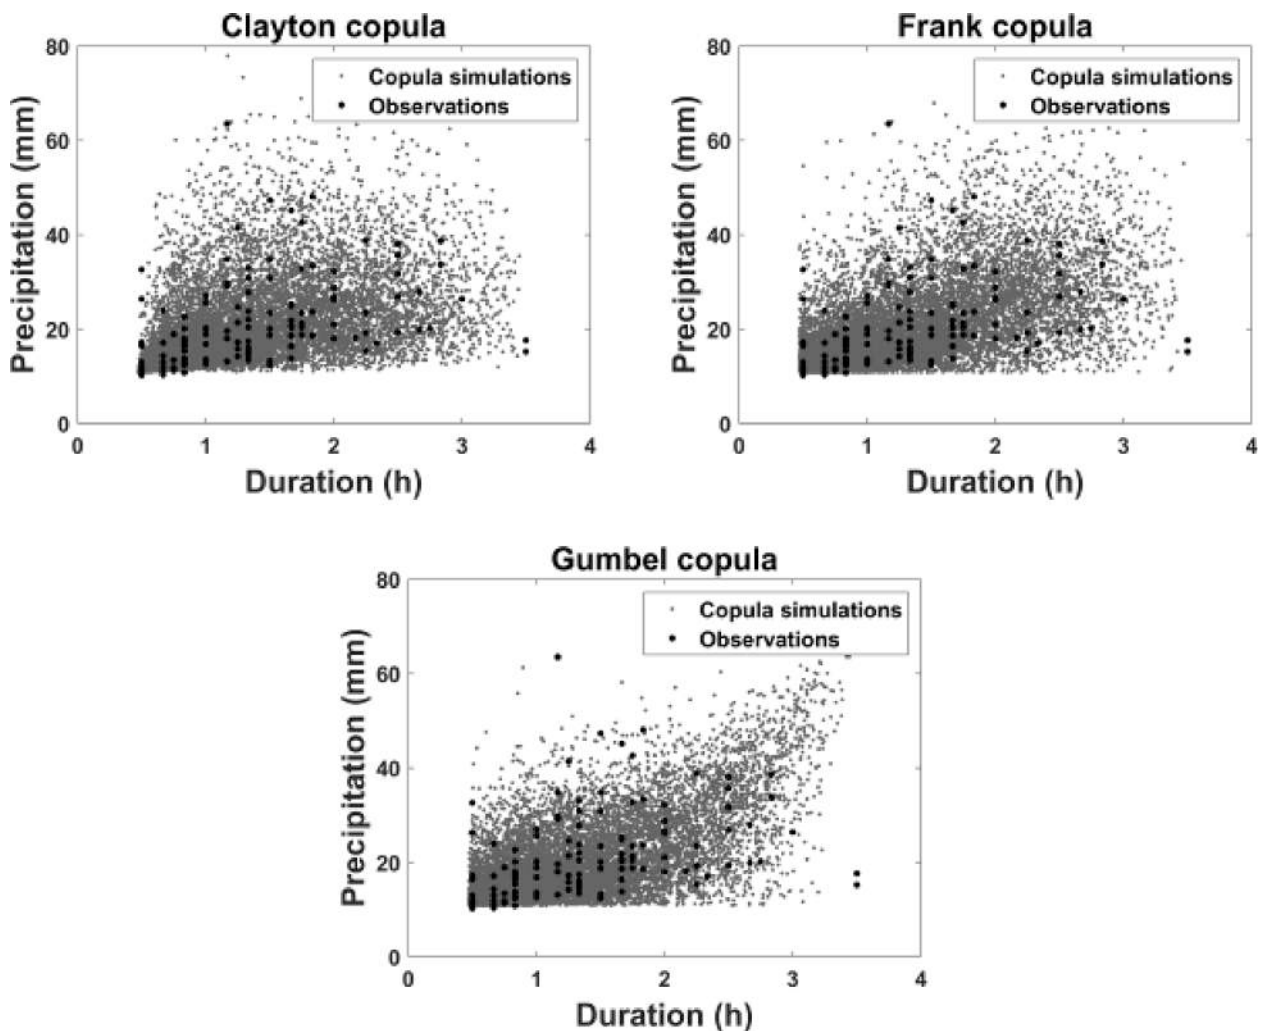 Clayton copula
80
60
40
20
0
Precipitation (mm)
Copula simulations
Observations
0 1 2 3 4
Duration (h)
Frank copula
80
60
40
20
0
Precipitation (mm)
Copula simulations
Observations
0 1 2 3 4
Duration (h)
Gumbel copula
80
60
40
20
0
Precipitation (mm)
Copula simulations
Observations
0 1 2 3 4
Duration (h)